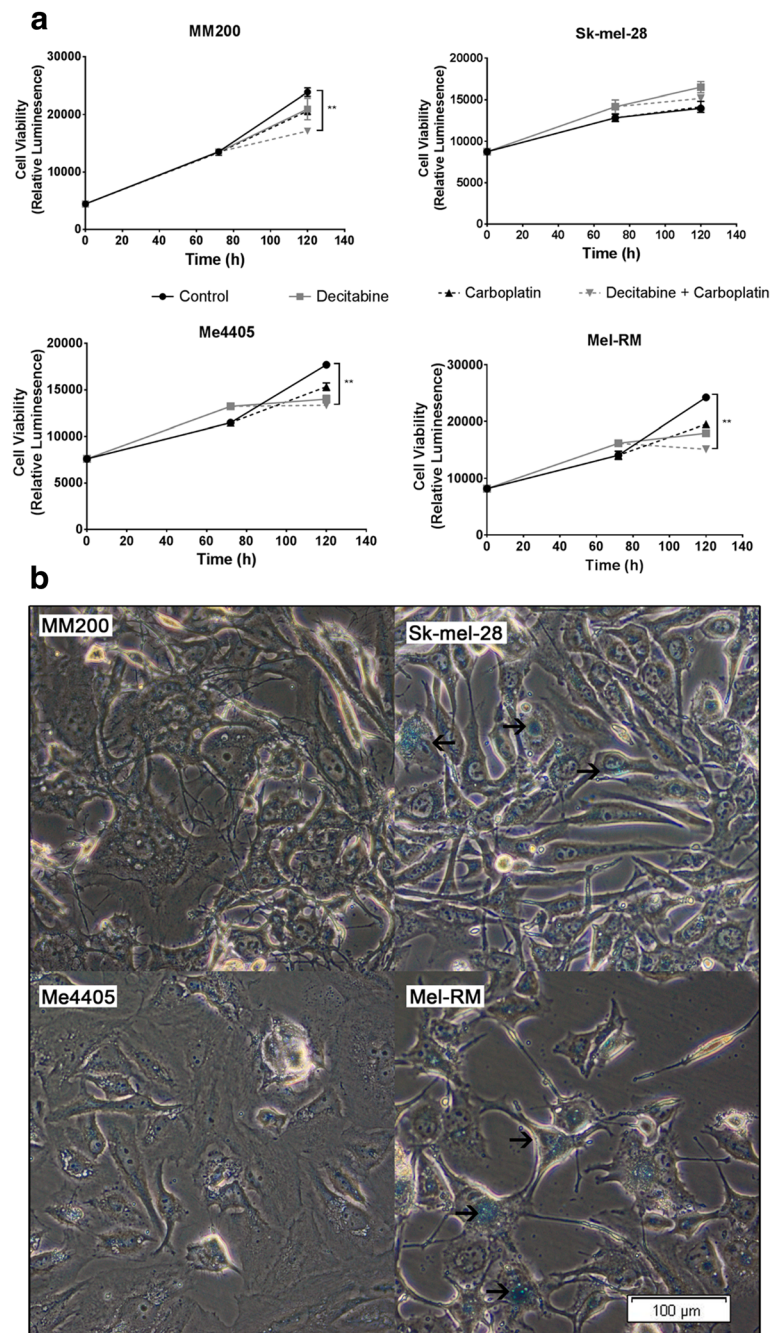 a
MM200
Cell Viability
(Relative Luminesence)
30000
20000
10000
0
**
0 20 40 60 80 100 120 140
Time (h)
Sk-mel-28
Cell Viability
(Relative Luminesence)
20000
15000
10000
5000
0
0 20 40 60 80 100 120 140
Time (h)
Control Decitabine Carboplatin Decitabine + Carboplatin
Me4405
Cell Viability
(Relative Luminesence)
20000
15000
10000
5000
0
**
0 20 40 60 80 100 120 140
Time (h)
Mel-RM
Cell Viability
(Relative Luminesence)
30000
20000
10000
0
**
0 20 40 60 80 100 120 140
Time (h)
b
MM200
Sk-mel-28
Me4405
Mel-RM
100 µm